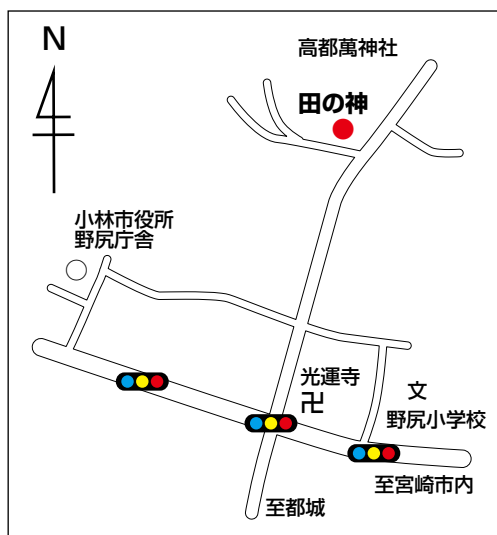 N
高都萬神社
田の神
小林市役所
野尻庁舎
光運寺
卍
文
野尻小学校
至宮崎市内
至都城